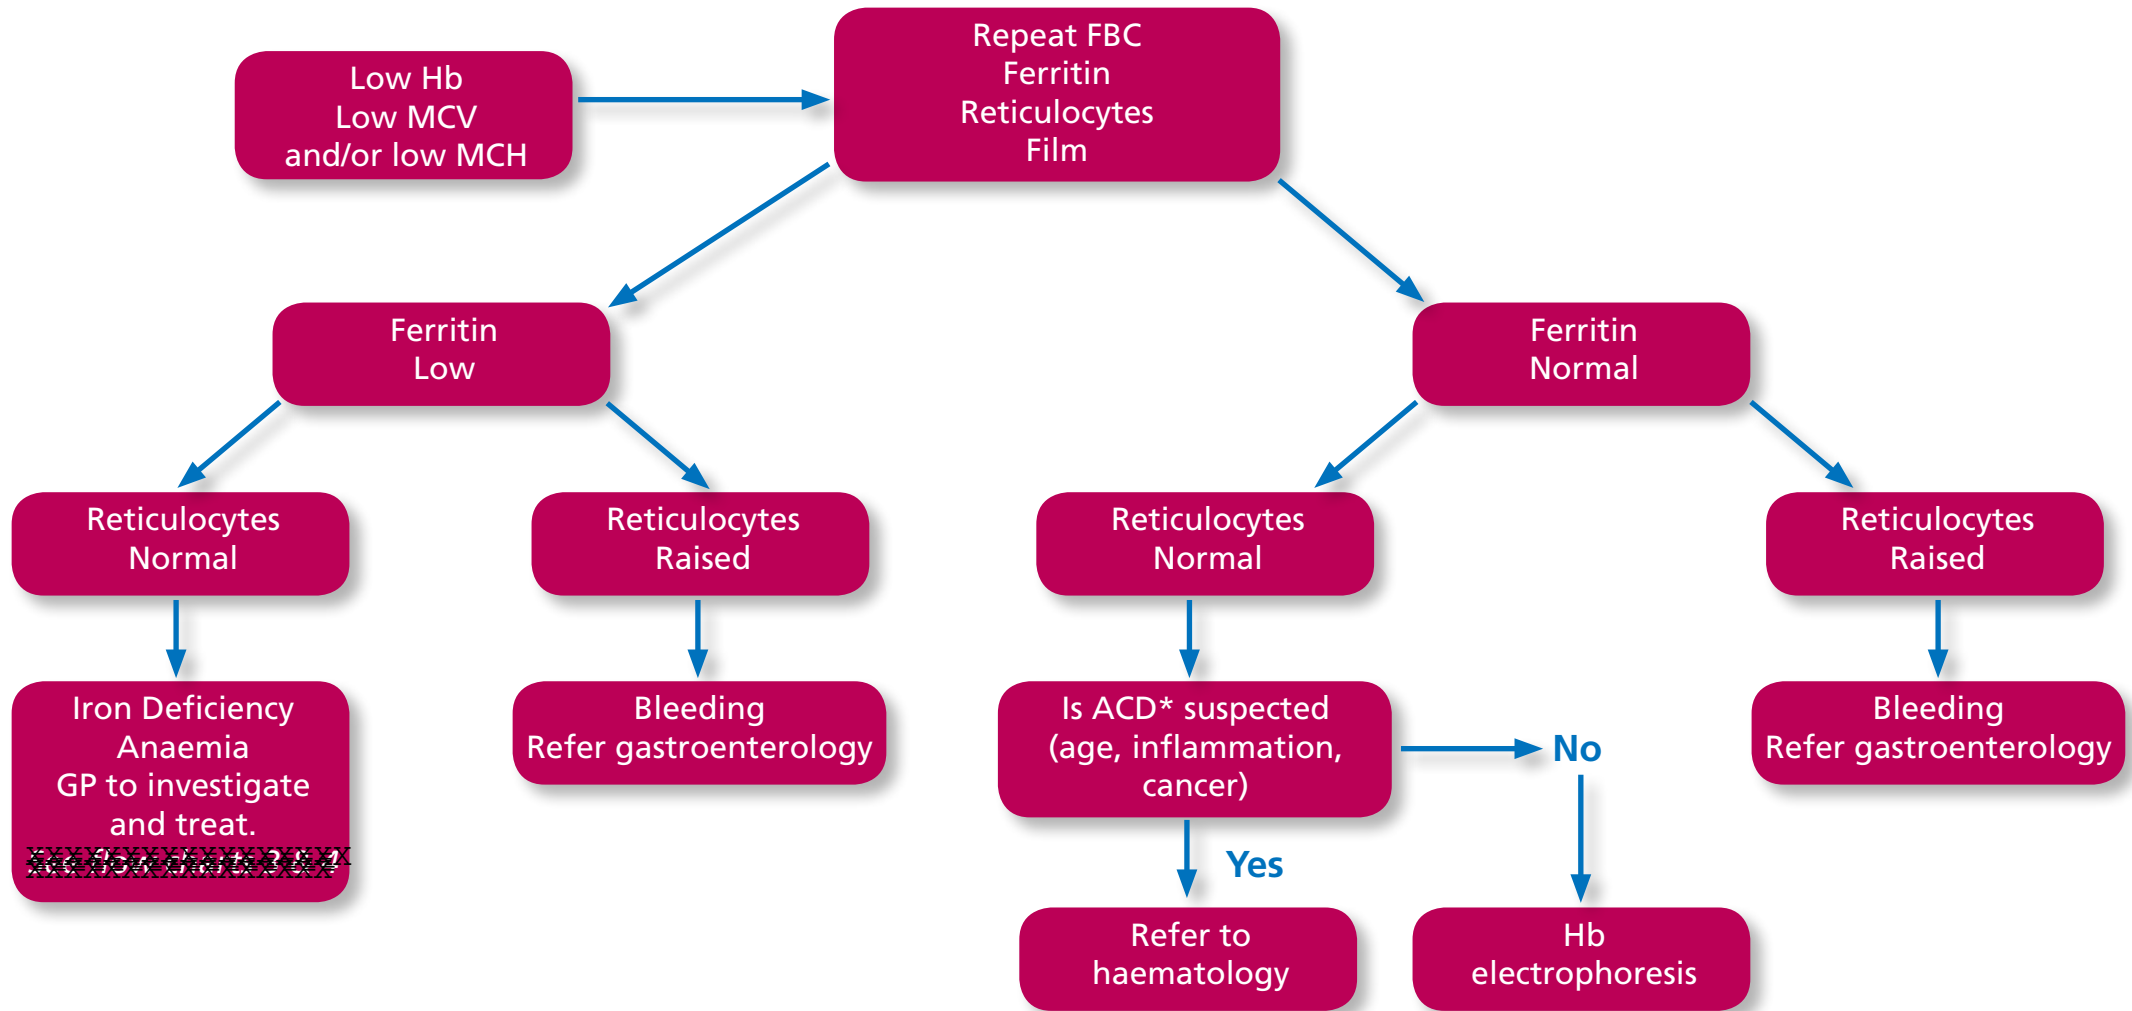 Low Hb
Low MCV
and/or low MCH
Repeat FBC
Ferritin
Reticulocytes
Film
Ferritin
Low
Ferritin
Normal
Reticulocytes
Normal
Reticulocytes
Raised
Reticulocytes
Normal
Reticulocytes
Raised
Iron Deficiency
Anaemia
GP to investigate
and treat.
Bleeding
Refer gastroenterology
Is ACD* suspected
(age, inflammation,
cancer)
No
Bleeding
Refer gastroenterology
Yes
Refer to
haematology
Hb
electrophoresis